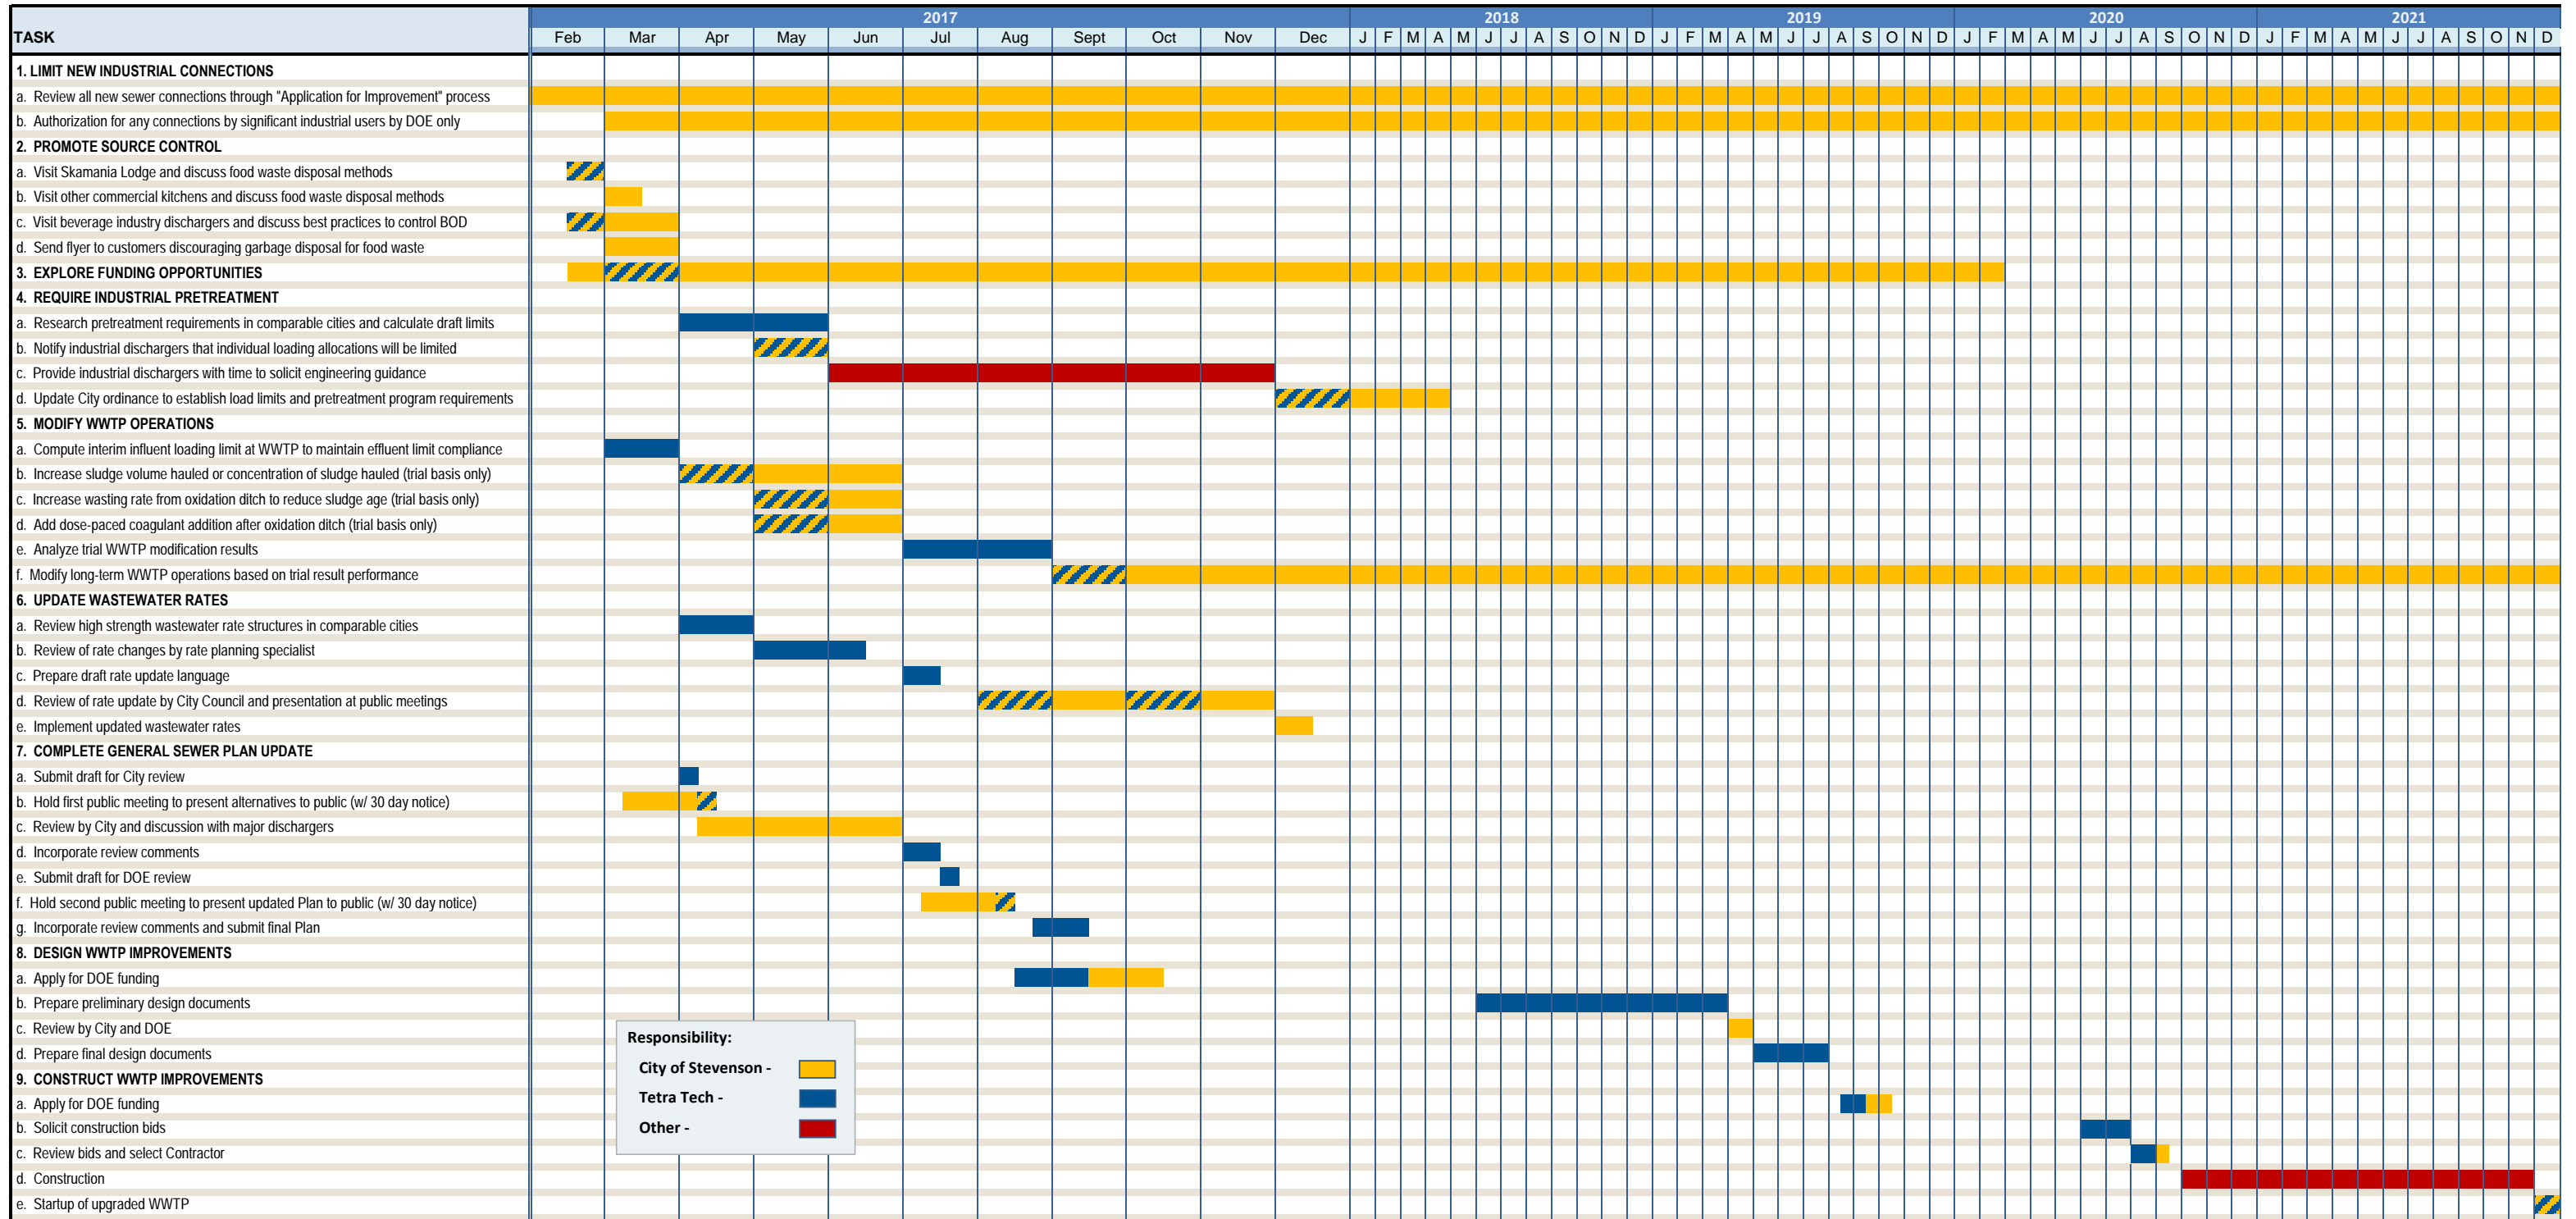 2017 2018 2019 2020 2021
TASK Feb Mar Apr May Jun Jul Aug Sept Oct Nov Dec J F M A M J J A S O N D J F M A M J J A S O N D J F M A M J J A S O N D J F M A M J J A S O N D
1. LIMIT NEW INDUSTRIAL CONNECTIONS
a. Review all new sewer connections through "Application for Improvement" process
b. Authorization for any connections by significant industrial users by DOE only
2. PROMOTE SOURCE CONTROL
a. Visit Skamania Lodge and discuss food waste disposal methods
b. Visit other commercial kitchens and discuss food waste disposal methods
c. Visit beverage industry dischargers and discuss best practices to control BOD
d. Send flyer to customers discouraging garbage disposal for food waste
3. EXPLORE FUNDING OPPORTUNITIES
4. REQUIRE INDUSTRIAL PRETREATMENT
a. Research pretreatment requirements in comparable cities and calculate draft limits
b. Notify industrial dischargers that individual loading allocations will be limited
c. Provide industrial dischargers with time to solicit engineering guidance
d. Update City ordinance to establish load limits and pretreatment program requirements
5. MODIFY WWTP OPERATIONS
a. Compute interim influent loading limit at WWTP to maintain effluent limit compliance
b. Increase sludge volume hauled or concentration of sludge hauled (trial basis only)
c. Increase wasting rate from oxidation ditch to reduce sludge age (trial basis only)
d. Add dose-paced coagulant addition after oxidation ditch (trial basis only)
e. Analyze trial WWTP modification results
f. Modify long-term WWTP operations based on trial result performance
6. UPDATE WASTEWATER RATES
a. Review high strength wastewater rate structures in comparable cities
b. Review of rate changes by rate planning specialist
c. Prepare draft rate update language
d. Review of rate update by City Council and presentation at public meetings
e. Implement updated wastewater rates
7. COMPLETE GENERAL SEWER PLAN UPDATE
a. Submit draft for City review
b. Hold first public meeting to present alternatives to public (w/ 30 day notice)
c. Review by City and discussion with major dischargers
d. Incorporate review comments
e. Submit draft for DOE review
f. Hold second public meeting to present updated Plan to public (w/ 30 day notice)
g. Incorporate review comments and submit final Plan
8. DESIGN WWTP IMPROVEMENTS
a. Apply for DOE funding
b. Prepare preliminary design documents
c. Review by City and DOE
d. Prepare final design documents
9. CONSTRUCT WWTP IMPROVEMENTS
a. Apply for DOE funding
b. Solicit construction bids
c. Review bids and select Contractor
d. Construction
e. Startup of upgraded WWTP
Responsibility:
City of Stevenson -
Tetra Tech -
Other -